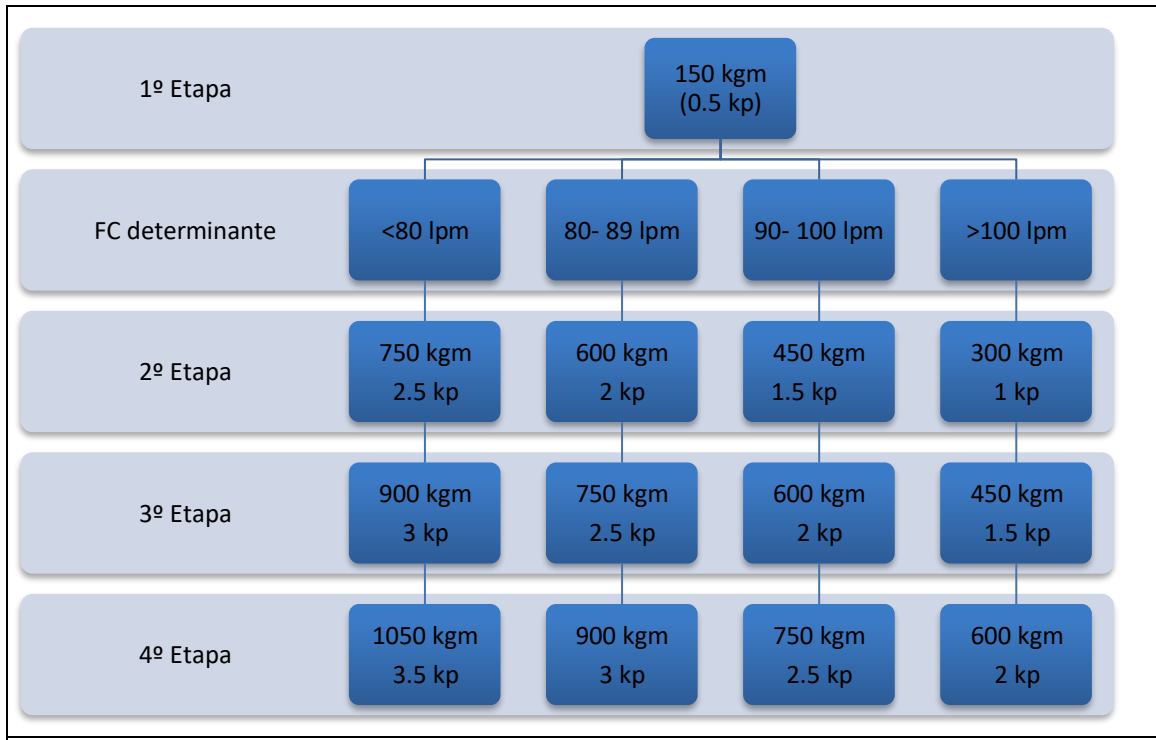 1º Etapa
150 kgm
(0.5 kp)
FC determinante
<80 lpm
80- 89 lpm
90- 100 lpm
>100 lpm
2º Etapa
750 kgm
2.5 kp
600 kgm
2 kp
450 kgm
1.5 kp
300 kgm
1 kp
3º Etapa
900 kgm
3 kp
750 kgm
2.5 kp
600 kgm
2 kp
450 kgm
1.5 kp
4º Etapa
1050 kgm
3.5 kp
900 kgm
3 kp
750 kgm
2.5 kp
600 kgm
2 kp